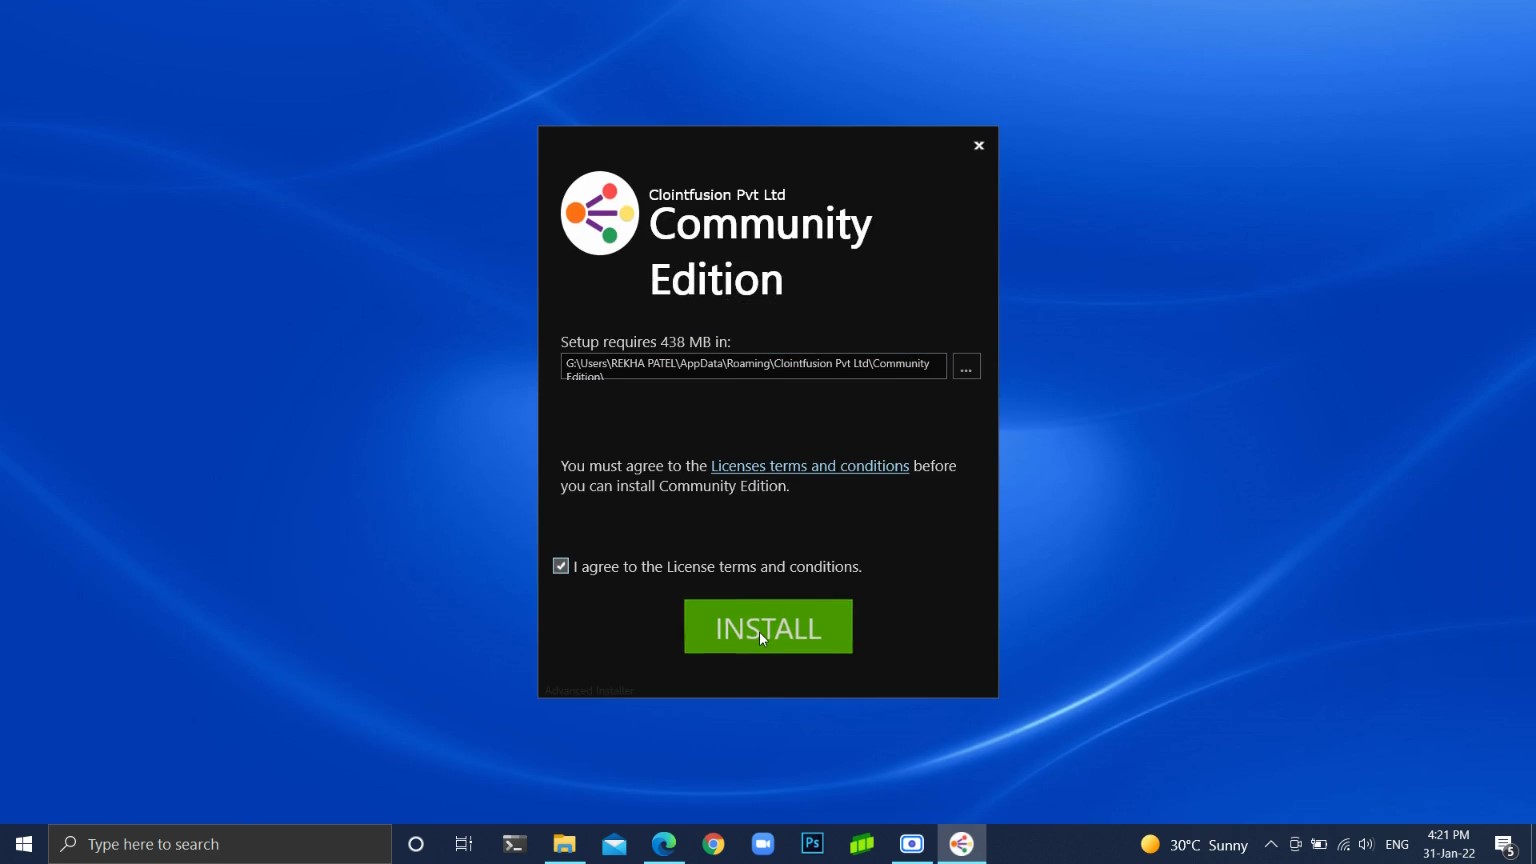 Clointfusion Pvt Ltd
Community
Edition
Setup requires 438 MB in:
G:\Users\REKHA PATEL\AppData\Roaming\Clointfusion Pvt Ltd\Community
Edition\
...
You must agree to the Licenses terms and conditions before
you can install Community Edition.
I agree to the License terms and conditions.
INSTALL
Advanced Installer
Type here to search
Ps
30°C Sunny
ENG
4:21 PM
31-Jan-22
5